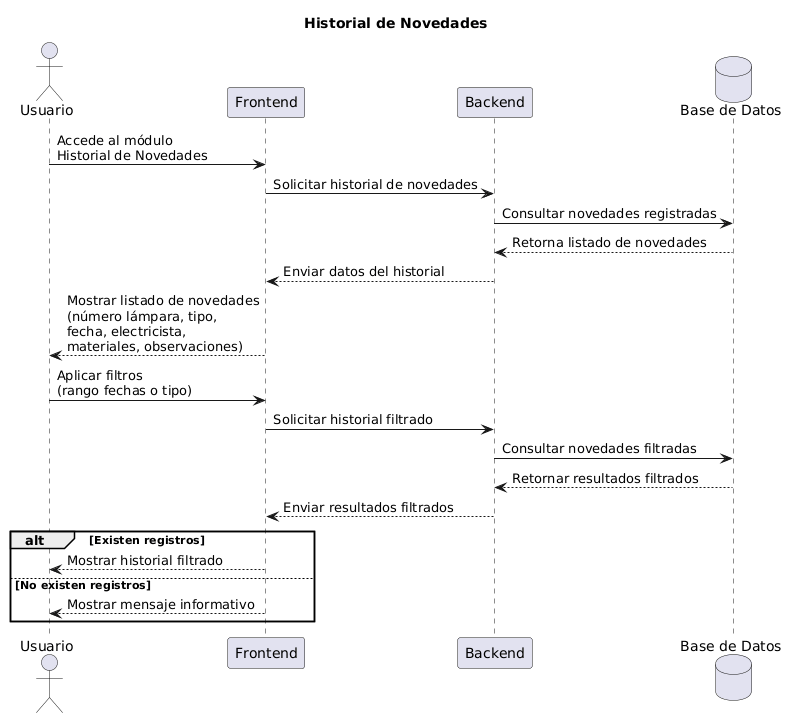 Historial de Novedades
Usuario
Frontend
Backend
Base de Datos
Accede al módulo
Historial de Novedades
Solicitar historial de novedades
Consultar novedades registradas
Retorna listado de novedades
Enviar datos del historial
Mostrar listado de novedades
(número lámpara, tipo,
fecha, electricista,
materiales, observaciones)
Aplicar filtros
(rango fechas o tipo)
Solicitar historial filtrado
Consultar novedades filtradas
Retornar resultados filtrados
Enviar resultados filtrados
alt [Existen registros]
Mostrar historial filtrado
[No existen registros]
Mostrar mensaje informativo
Usuario
Frontend
Backend
Base de Datos